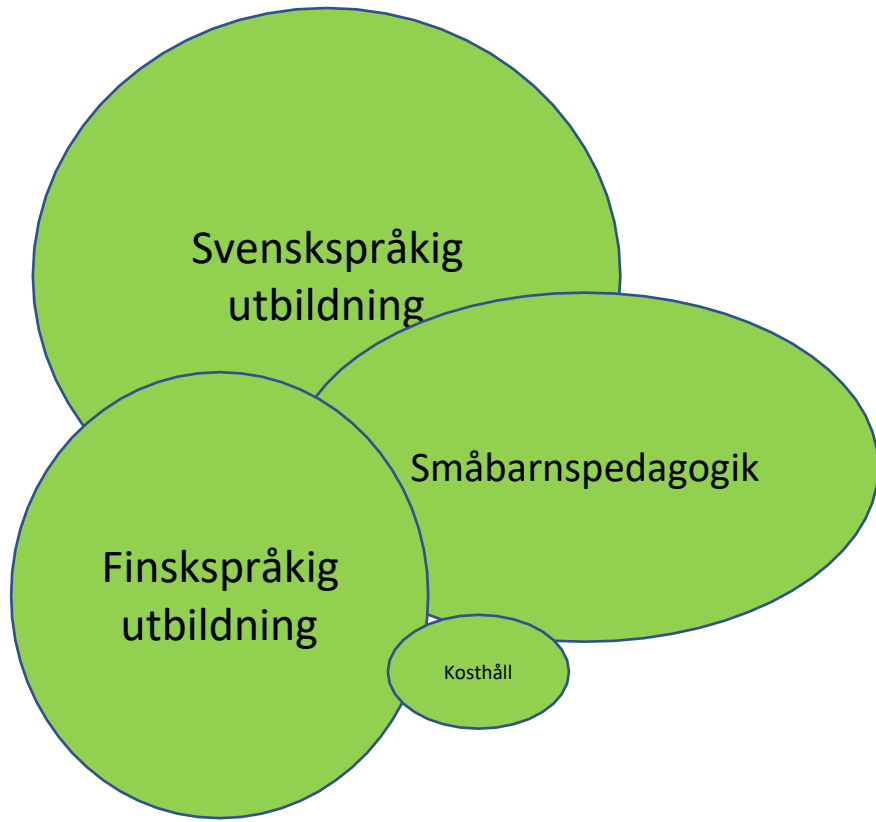 Svenskspråkig
utbildning
Småbarnspedagogik
Finskspråkig
utbildning
Kosthåll